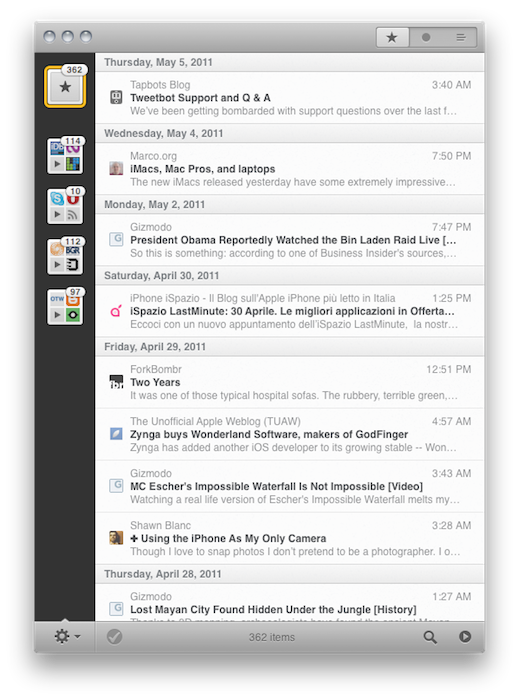 362
114
10
112
97
Thursday, May 5, 2011
Tapbots Blog 3:40 AM
Tweetbot Support and Q & A
We've been getting bombarded with support questions over the last f…
Wednesday, May 4, 2011
Marco.org 7:50 PM
iMacs, Mac Pros, and laptops
The new iMacs released yesterday have some extremely impressive…
Monday, May 2, 2011
Gizmodo 7:47 PM
President Obama Reportedly Watched the Bin Laden Raid Live […
So this is something: according to one of Business Insider's sources,…
Saturday, April 30, 2011
iPhone iSpazio - Il Blog sull'Apple iPhone più letto in Italia 1:25 PM
iSpazio LastMinute: 30 Aprile. Le migliori applicazioni in Offerta…
Eccoci con un nuovo appuntamento dell'iSpazio LastMinute, la nostr…
Friday, April 29, 2011
ForkBombr 12:51 PM
Two Years
It was one of those typical hospital sofas. The rubbery, terrible green,…
The Unofficial Apple Weblog (TUAW) 4:57 AM
Zynga buys Wonderland Software, makers of GodFinger
Zynga has added another iOS developer to its growing stable -- Won…
Gizmodo 3:43 AM
MC Escher's Impossible Waterfall Is Not Impossible [Video]
Watching a real life version of Escher's Impossible Waterfall melts my…
Shawn Blanc 3:28 AM
✚ Using the iPhone As My Only Camera
Though I love to snap photos I don't pretend to be a photographer. I o…
Thursday, April 28, 2011
Gizmodo 1:27 AM
Lost Mayan City Found Hidden Under the Jungle [History]
Thanks to 3D mapping, archaeologists have found the ancient Mayan
362 items